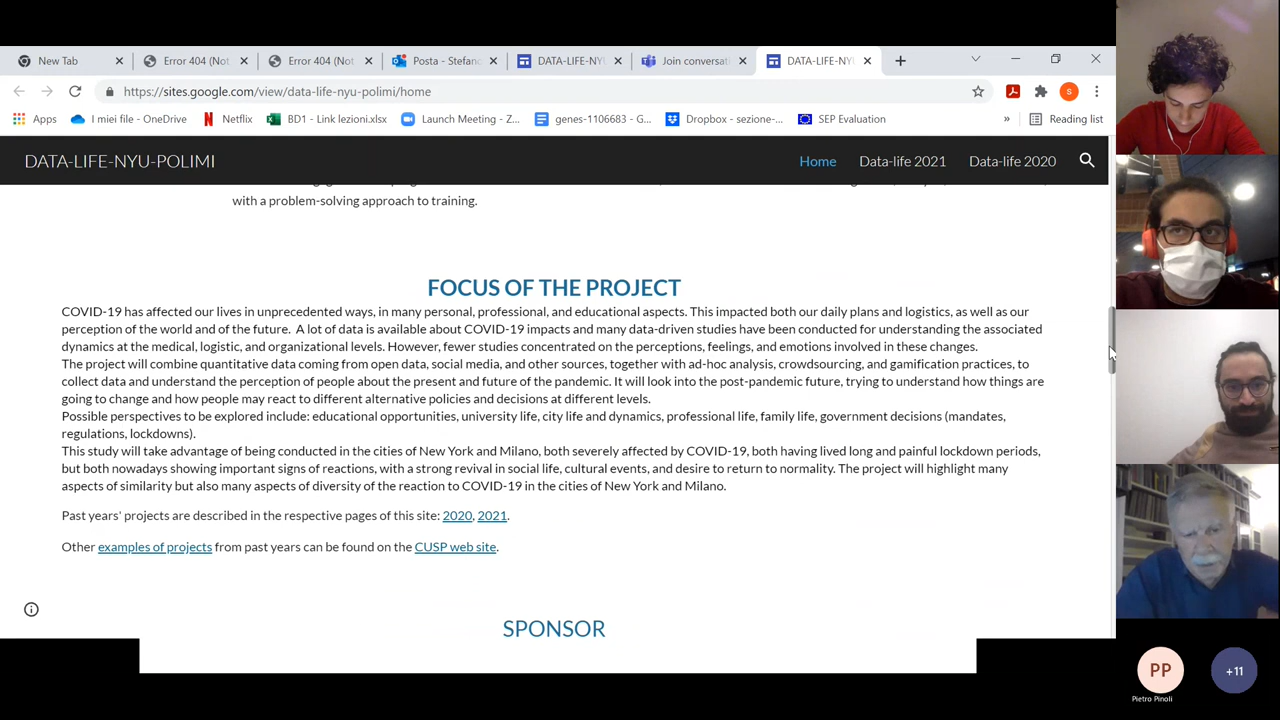 New Tab
Error 404 (Not
Error 404 (Not
Posta - Stefano
DATA-LIFE-NYU
Join conversati
DATA-LIFE-NYU
https://sites.google.com/view/data-life-nyu-polimi/home
S
Apps
I miei file - OneDrive
Netflix
BD1 - Link lezioni.xlsx
Launch Meeting - Z...
genes-1106683 - G...
Dropbox - sezione-...
SEP Evaluation
»
Reading list
DATA-LIFE-NYU-POLIMI
Home
Data-life 2021
Data-life 2020
with a problem-solving approach to training.
FOCUS OF THE PROJECT
COVID-19 has affected our lives in unprecedented ways, in many personal, professional, and educational aspects. This impacted both our daily plans and logistics, as well as our
perception of the world and of the future. A lot of data is available about COVID-19 impacts and many data-driven studies have been conducted for understanding the associated
dynamics at the medical, logistic, and organizational levels. However, fewer studies concentrated on the perceptions, feelings, and emotions involved in these changes.
The project will combine quantitative data coming from open data, social media, and other sources, together with ad-hoc analysis, crowdsourcing, and gamification practices, to
collect data and understand the perception of people about the present and future of the pandemic. It will look into the post-pandemic future, trying to understand how things are
going to change and how people may react to different alternative policies and decisions at different levels.
Possible perspectives to be explored include: educational opportunities, university life, city life and dynamics, professional life, family life, government decisions (mandates,
regulations, lockdowns).
This study will take advantage of being conducted in the cities of New York and Milano, both severely affected by COVID-19, both having lived long and painful lockdown periods,
but both nowadays showing important signs of reactions, with a strong revival in social life, cultural events, and desire to return to normality. The project will highlight many
aspects of similarity but also many aspects of diversity of the reaction to COVID-19 in the cities of New York and Milano.
Past years' projects are described in the respective pages of this site: 2020, 2021.
Other examples of projects from past years can be found on the CUSP web site.
SPONSOR
PP
Pietro Pinoli
+11